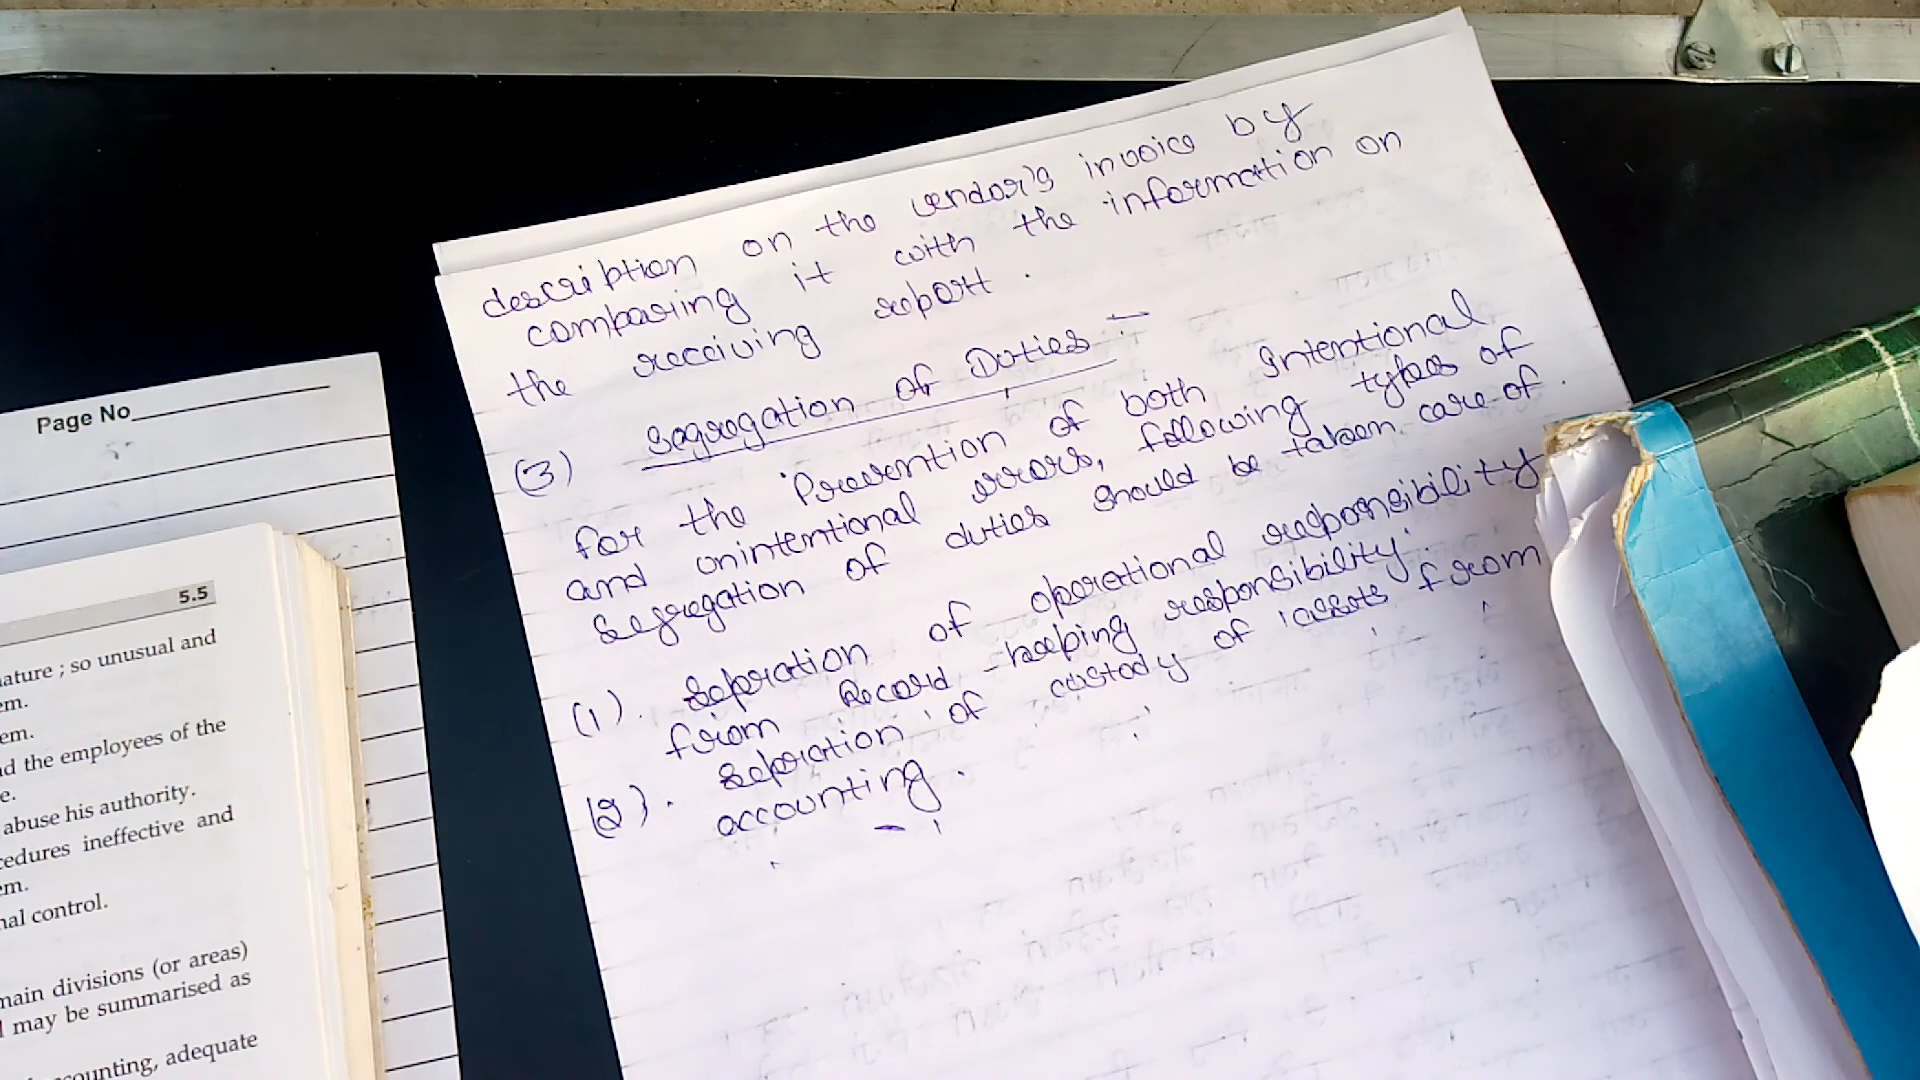 description on the vendor's invoice by
comparing it with the information on
the receiving report.
(3) Segregation of Duties -
for the Prevention of both Intentional
and unintentional errors, following types of
Segregation of duties should be taken care of.
(1). Sepration of operational responsibility
from Record-keeping responsibility.
(2). Sepration of custody of assets from
accounting.
Page No
5.5
ature ; so unusual and
em.
em.
d the employees of the
e.
abuse his authority.
cedures ineffective and
em.
nal control.
main divisions (or areas)
may be summarised as
counting, adequate